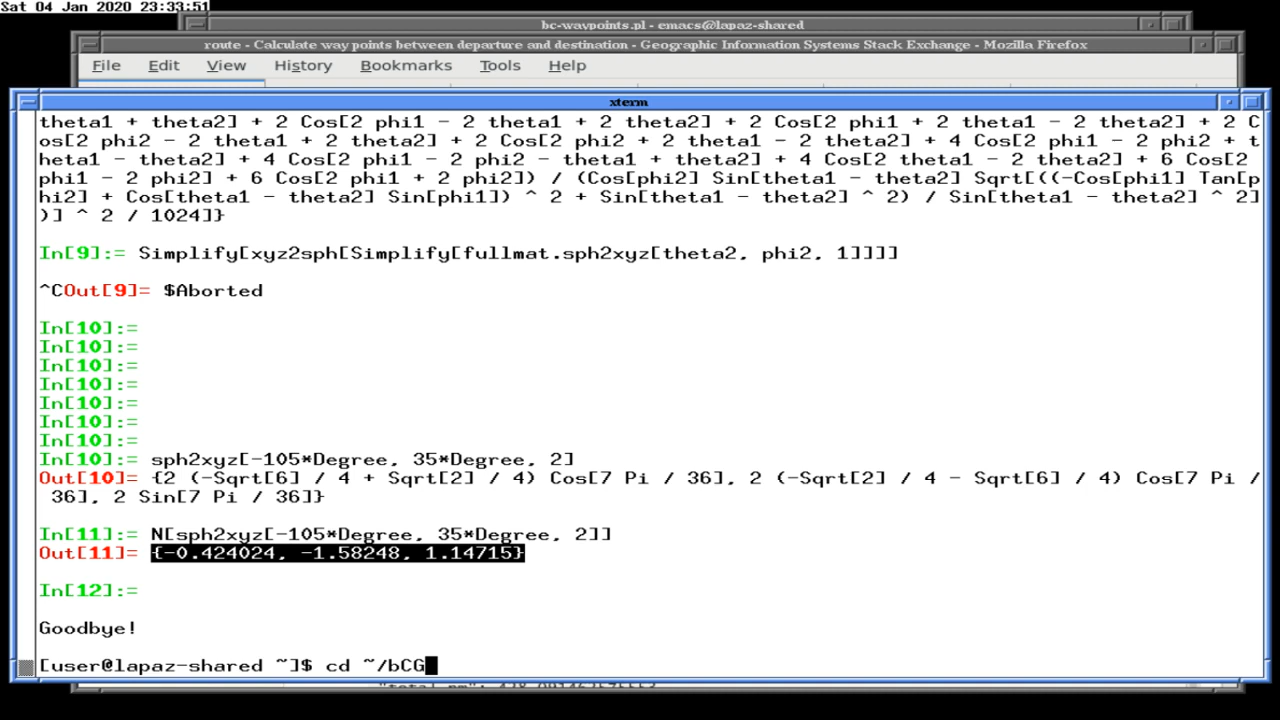 Sat 04 Jan 2020 23:33:51
bc-waypoints.pl - emacs@lapaz-shared
route - Calculate way points between departure and destination - Geographic Information Systems Stack Exchange - Mozilla Firefox
File Edit View History Bookmarks Tools Help
xterm
theta1 + theta2] + 2 Cos[2 phi1 - 2 theta1 + 2 theta2] + 2 Cos[2 phi1 + 2 theta1 - 2 theta2] + 2 C
os[2 phi2 - 2 theta1 + 2 theta2] + 2 Cos[2 phi2 + 2 theta1 - 2 theta2] + 4 Cos[2 phi1 - 2 phi2 + t
heta1 - theta2] + 4 Cos[2 phi1 - 2 phi2 - theta1 + theta2] + 4 Cos[2 theta1 - 2 theta2] + 6 Cos[2
phi1 - 2 phi2] + 6 Cos[2 phi1 + 2 phi2]) / (Cos[phi2] Sin[theta1 - theta2] Sqrt[((-Cos[phi1] Tan[p
hi2] + Cos[theta1 - theta2] Sin[phi1]) ^ 2 + Sin[theta1 - theta2] ^ 2) / Sin[theta1 - theta2] ^ 2]
)] ^ 2 / 1024]}
In[9]:= Simplify[xyz2sph[Simplify[fullmat.sph2xyz[theta2, phi2, 1]]]]
^COut[9]= $Aborted
In[10]:=
In[10]:=
In[10]:=
In[10]:=
In[10]:=
In[10]:=
In[10]:=
In[10]:= sph2xyz[-105*Degree, 35*Degree, 2]
Out[10]= {2 (-Sqrt[6] / 4 + Sqrt[2] / 4) Cos[7 Pi / 36], 2 (-Sqrt[2] / 4 - Sqrt[6] / 4) Cos[7 Pi /
36], 2 Sin[7 Pi / 36]}
In[11]:= N[sph2xyz[-105*Degree, 35*Degree, 2]]
Out[11]= {-0.424024, -1.58248, 1.14715}
In[12]:=
Goodbye!
[user@lapaz-shared ~]$ cd ~/bCG